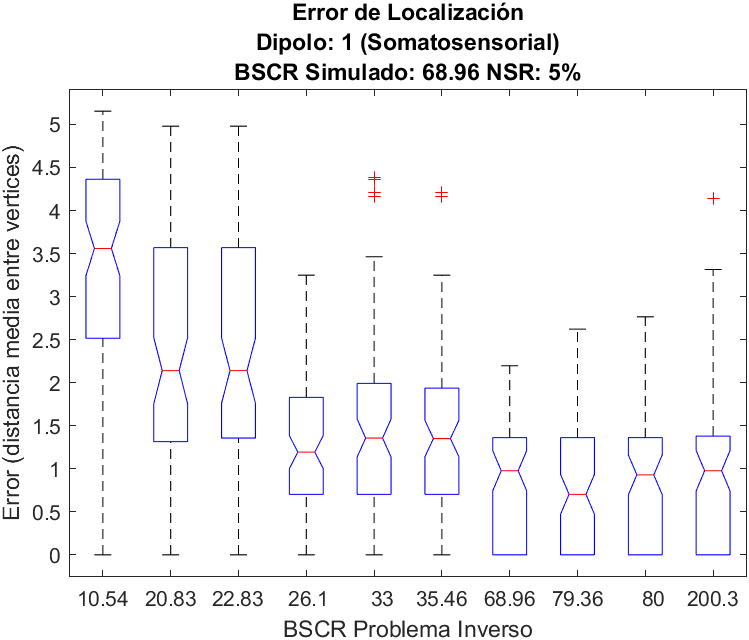 Error de Localización
Dipolo: 1 (Somatosensorial)
BSCR Simulado: 68.96 NSR: 5%
Error (distancia media entre vertices)
5
4.5
4
3.5
3
2.5
2
1.5
1
0.5
0
10.54 20.83 22.83 26.1 33 35.46 68.96 79.36 80 200.3
BSCR Problema Inverso